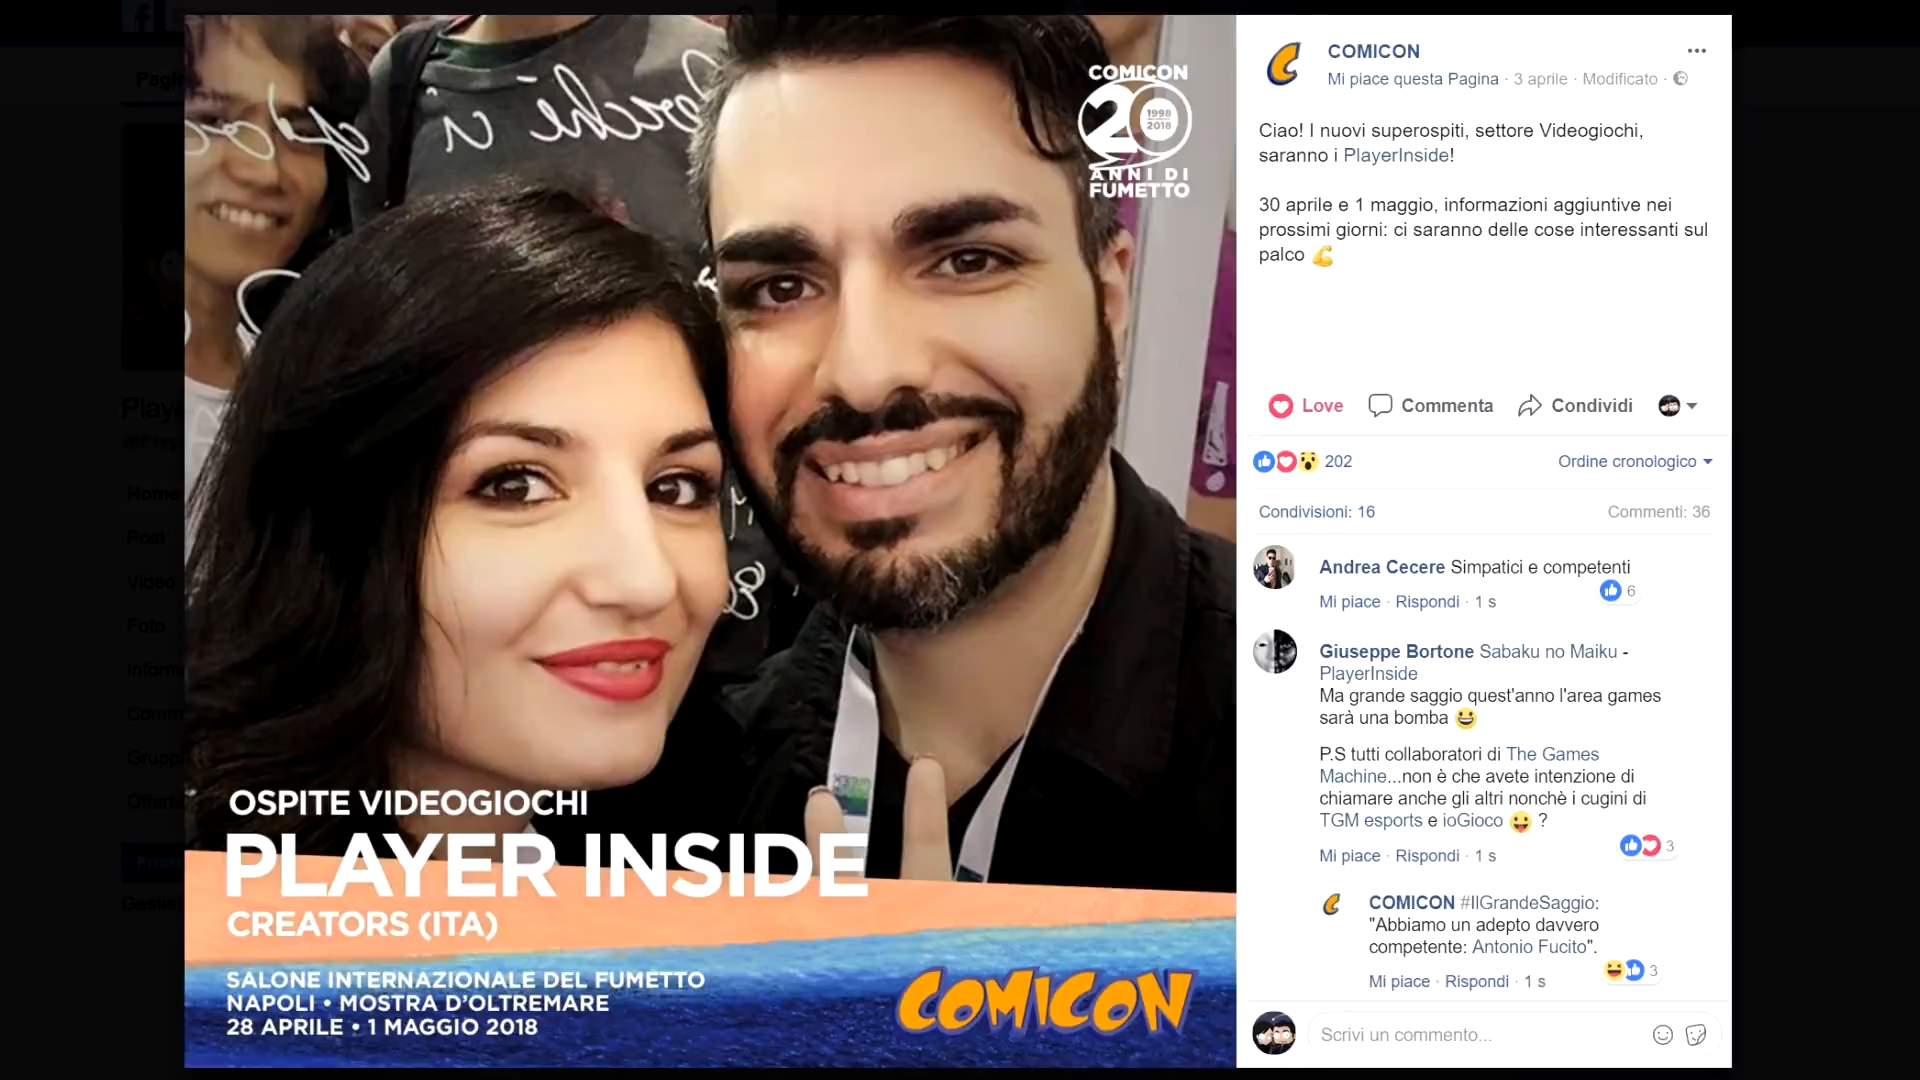 COMICON
20
1998
2018
ANNI DI
FUMETTO
OSPITE VIDEOGIOCHI
PLAYER INSIDE
CREATORS (ITA)
SALONE INTERNAZIONALE DEL FUMETTO
NAPOLI • MOSTRA D'OLTREMARE
28 APRILE • 1 MAGGIO 2018
COMICON
COMICON
Mi piace questa Pagina · 3 aprile · Modificato ·
Ciao! I nuovi superospiti, settore Videogiochi,
saranno i PlayerInside!
30 aprile e 1 maggio, informazioni aggiuntive nei
prossimi giorni: ci saranno delle cose interessanti sul
palco 💪
Love Commenta Condividi
202 Ordine cronologico
Condivisioni: 16 Commenti: 36
Andrea Cecere Simpatici e competenti
6
Mi piace · Rispondi · 1 s
Giuseppe Bortone Sabaku no Maiku -
PlayerInside
Ma grande saggio quest'anno l'area games
sarà una bomba 😀
P.S tutti collaboratori di The Games
Machine...non è che avete intenzione di
chiamare anche gli altri nonchè i cugini di
TGM esports e ioGioco 😛 ?
3
Mi piace · Rispondi · 1 s
COMICON #IlGrandeSaggio:
"Abbiamo un adepto davvero
competente: Antonio Fucito".
3
Mi piace · Rispondi · 1 s
Scrivi un commento...
Home
Post
Video
Foto